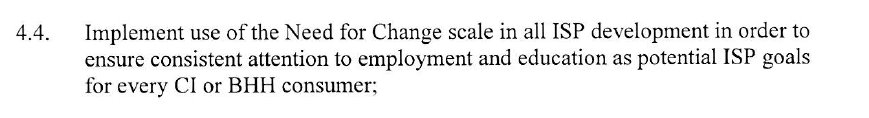 4.4. Implement use of the Need for Change scale in all ISP development in order to
ensure consistent attention to employment and education as potential ISP goals
for every CI or BHH consumer;